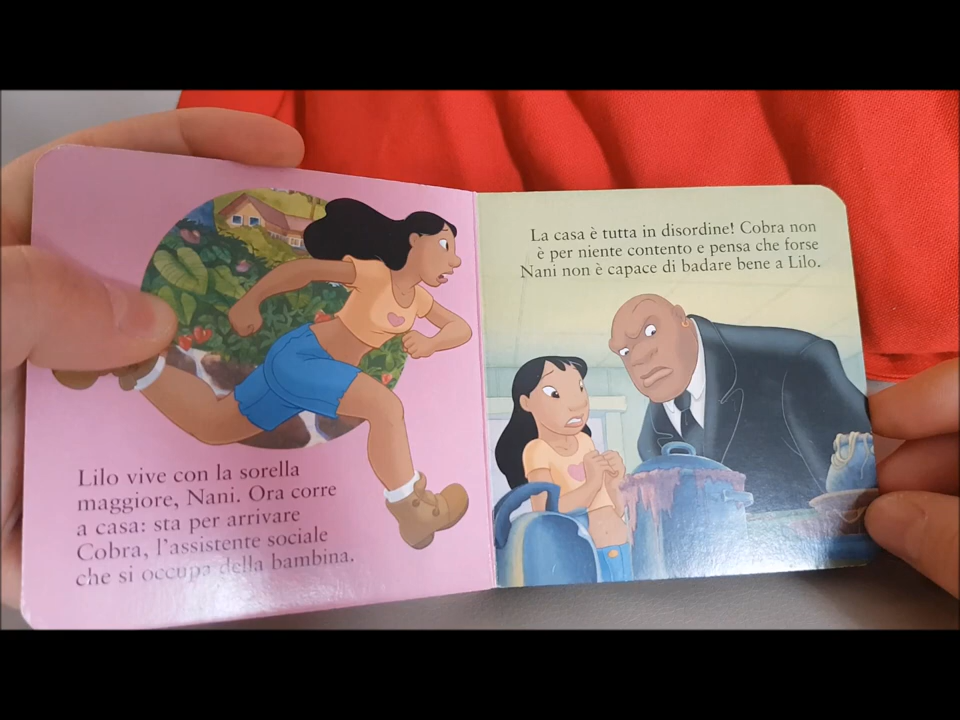 Lilo vive con la sorella
maggiore, Nani. Ora corre
a casa: sta per arrivare
Cobra, l'assistente sociale
che si occupa della bambina.
La casa è tutta in disordine! Cobra non
è per niente contento e pensa che forse
Nani non è capace di badare bene a Lilo.